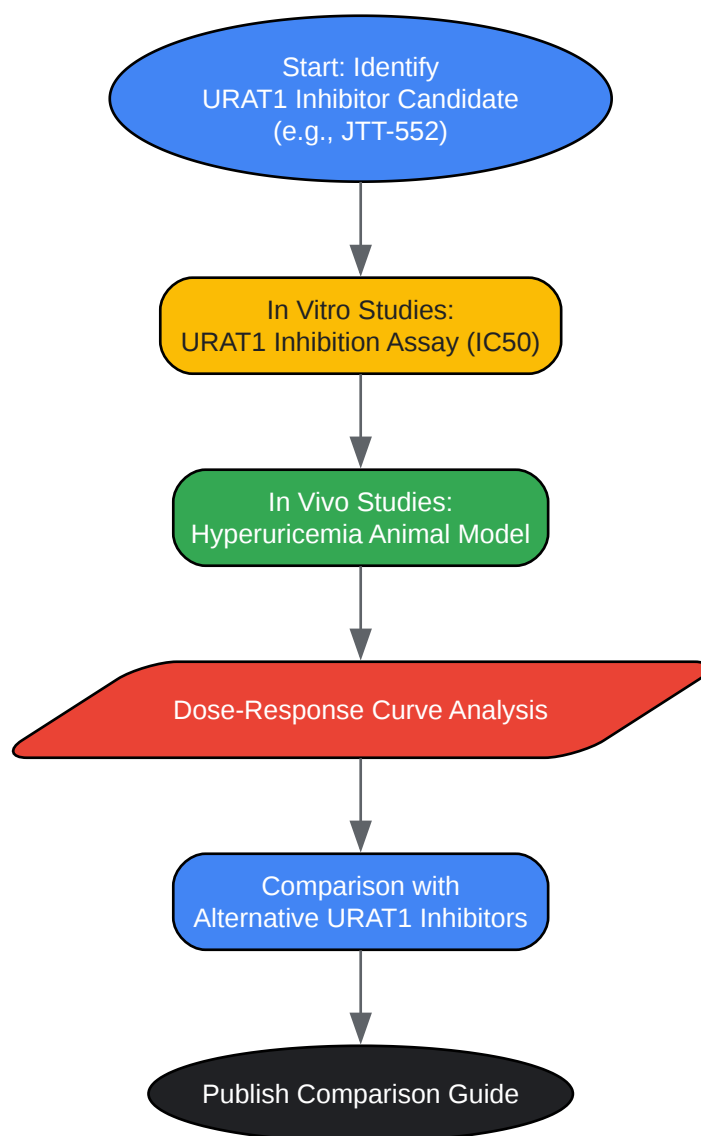 Start: Identify
URAT1 Inhibitor Candidate
(e.g., JTT-552)
In Vitro Studies:
URAT1 Inhibition Assay (IC50)
In Vivo Studies:
Hyperuricemia Animal Model
Dose-Response Curve Analysis
Comparison with
Alternative URAT1 Inhibitors
Publish Comparison Guide